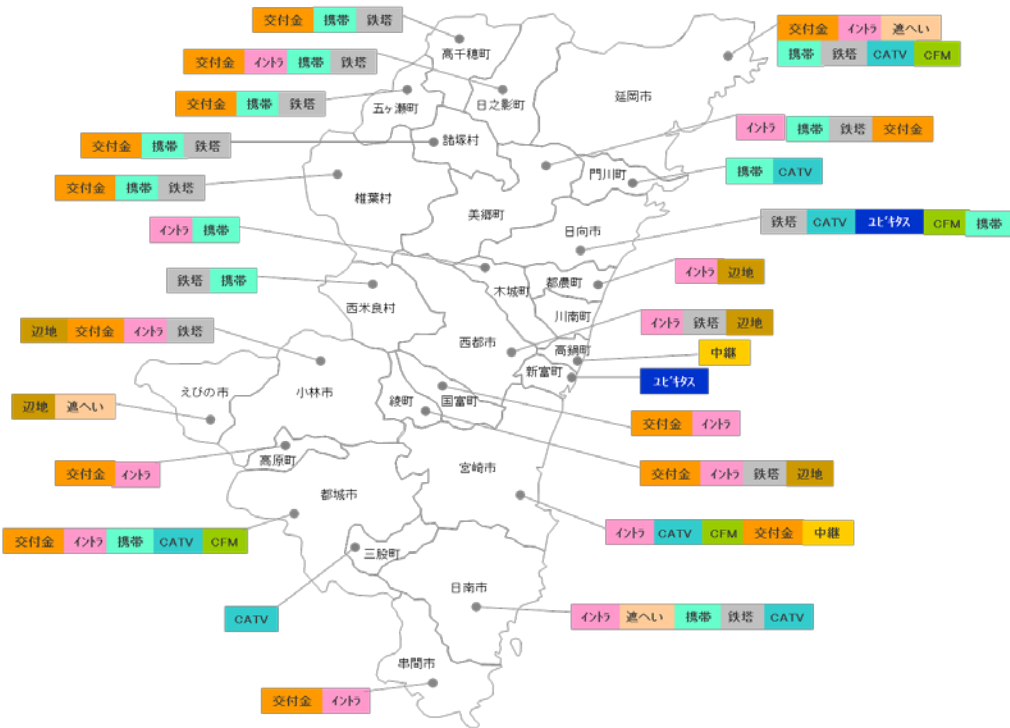 交付金 携帯 鉄塔
高千穂町
交付金 イントラ 遮へい
携帯 鉄塔 CATV CFM
交付金 イントラ 携帯 鉄塔
日之影町
延岡市
交付金 携帯 鉄塔
五ヶ瀬町
イントラ 携帯 鉄塔 交付金
交付金 携帯 鉄塔
諸塚村
門川町
携帯 CATV
交付金 携帯 鉄塔
椎葉村
美郷町
イントラ 携帯
日向市
鉄塔 CATV ユビキタス CFM 携帯
鉄塔 携帯
西米良村
木城町
都農町
イントラ 辺地
川南町
辺地 交付金 イントラ 鉄塔
西都市
イントラ 鉄塔 辺地
高鍋町
中継
新富町
ユビキタス
えびの市
小林市
綾町
国富町
辺地 遮へい
交付金 イントラ
高原町
交付金 イントラ
宮崎市
交付金 イントラ 鉄塔 辺地
都城市
交付金 イントラ 携帯 CATV CFM
イントラ CATV CFM 交付金 中継
三股町
日南市
CATV
イントラ 遮へい 携帯 鉄塔 CATV
串間市
交付金 イントラ